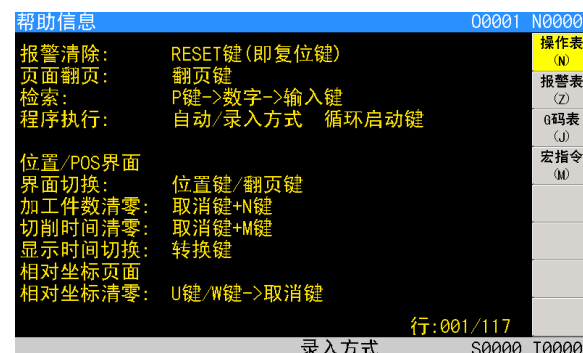 帮助信息 O0001 N0000
报警清除: RESET键(即复位键)
页面翻页: 翻页键
检索: P键->数字->输入键
程序执行: 自动/录入方式 循环启动键
位置/POS界面
界面切换: 位置键/翻页键
加工件数清零: 取消键+N键
切削时间清零: 取消键+M键
显示时间切换: 转换键
相对坐标页面
相对坐标清零: U键/W键->取消键
行:001/117
录入方式 S0000 T0000
操作表
(N)
报警表
(Z)
G码表
(J)
宏指令
(M)